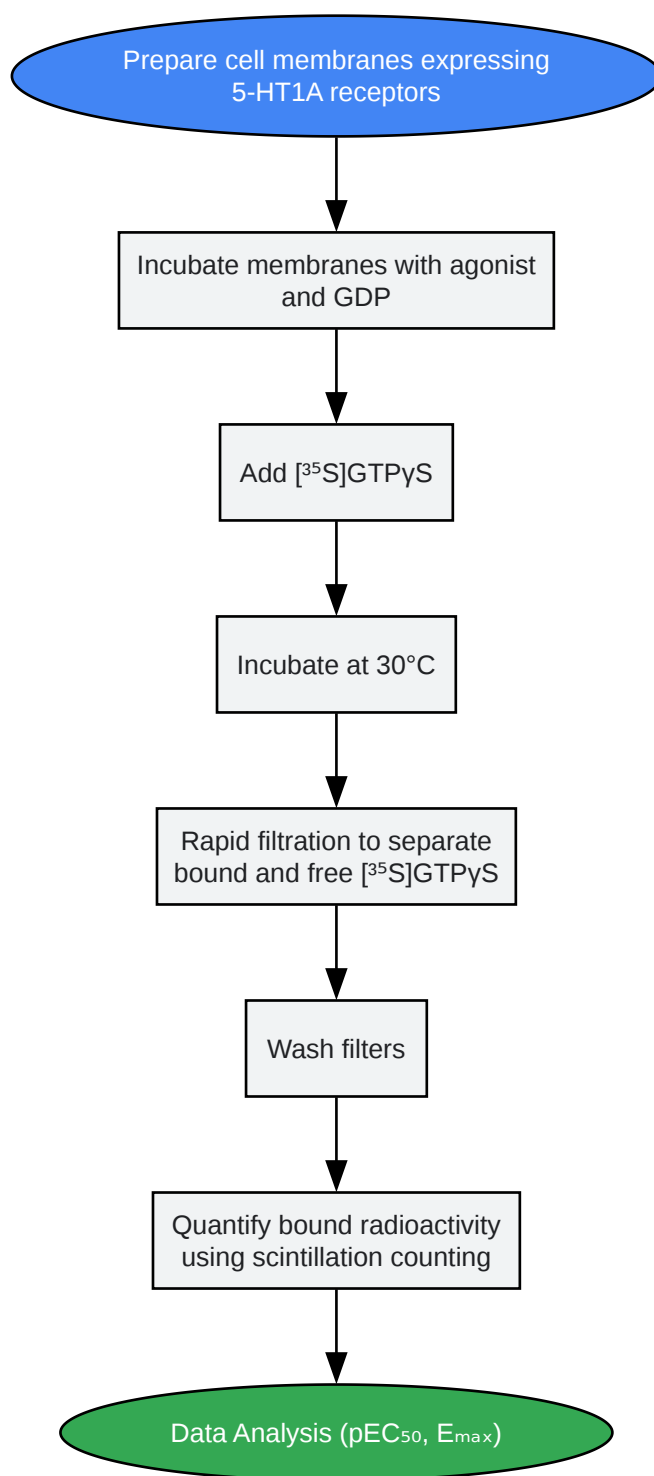 Prepare cell membranes expressing
5-HT1A receptors
Incubate membranes with agonist
and GDP
Add [³⁵S]GTPγS
Incubate at 30°C
Rapid filtration to separate
bound and free [³⁵S]GTPγS
Wash filters
Quantify bound radioactivity
using scintillation counting
Data Analysis (pEC₅₀, Eₘₐₓ)